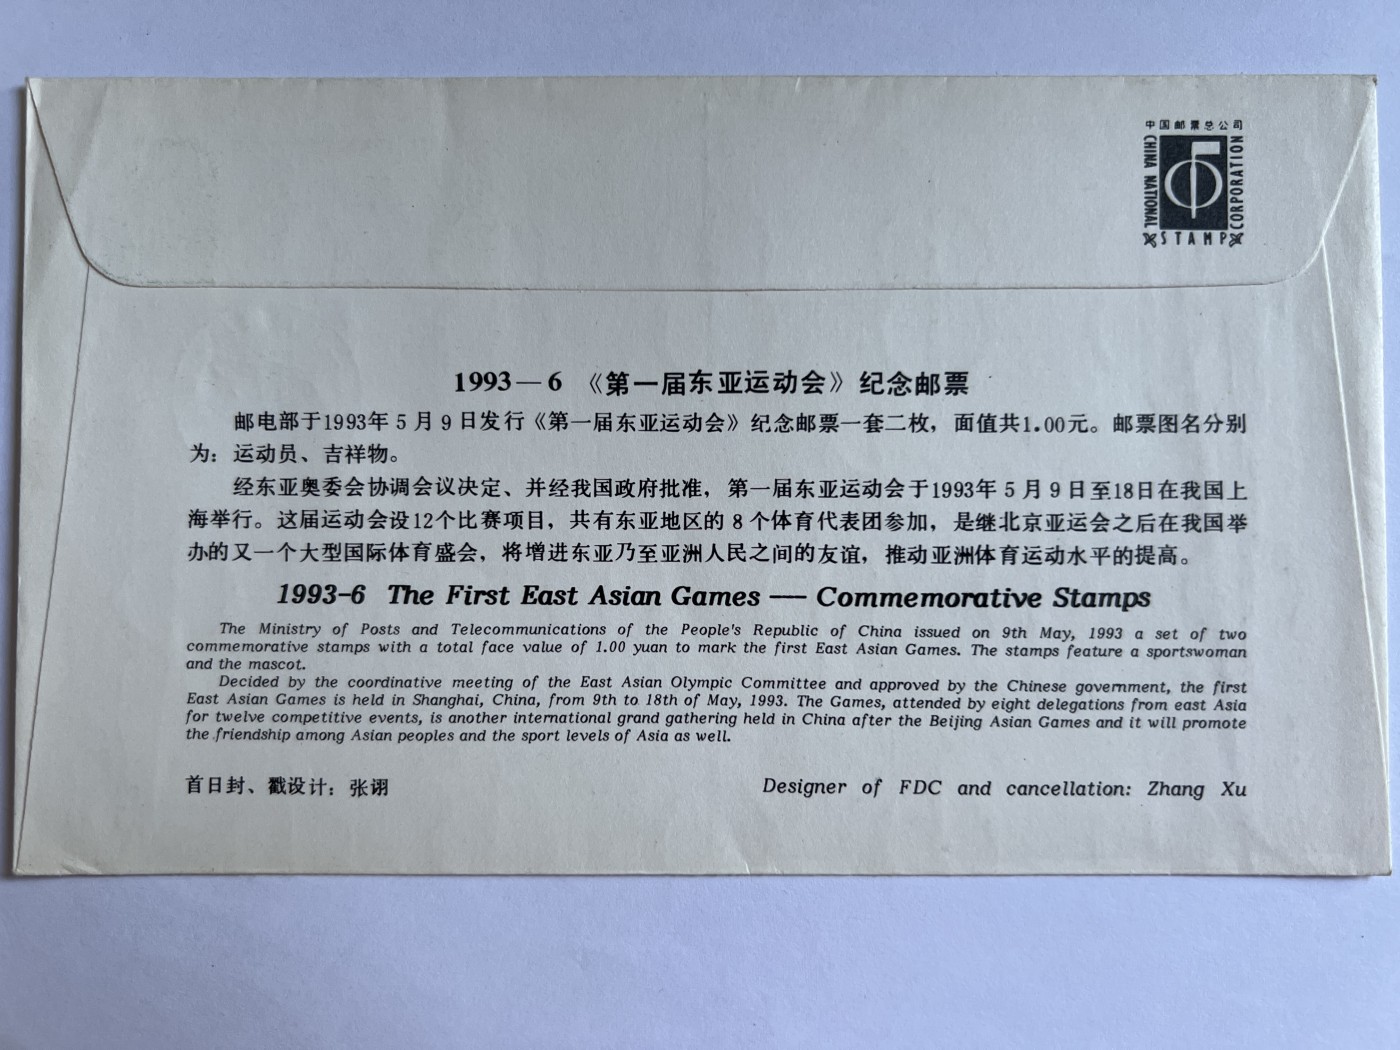 中国邮票总公司
CHINA NATIONAL
STAMP
CORPORATION
1993—6 《第一届东亚运动会》纪念邮票
邮电部于1993年5月9日发行《第一届东亚运动会》纪念邮票一套二枚，面值共1.00元。邮票图名分别
为：运动员、吉祥物。
经东亚奥委会协调会议决定、并经我国政府批准，第一届东亚运动会于1993年5月9日至18日在我国上
海举行。这届运动会设12个比赛项目，共有东亚地区的8个体育代表团参加，是继北京亚运会之后在我国举
办的又一个大型国际体育盛会，将增进东亚乃至亚洲人民之间的友谊，推动亚洲体育运动水平的提高。
1993-6 The First East Asian Games — Commemorative Stamps
The Ministry of Posts and Telecommunications of the People's Republic of China issued on 9th May, 1993 a set of two
commemorative stamps with a total face value of 1.00 yuan to mark the first East Asian Games. The stamps feature a sportswoman
and the mascot.
Decided by the coordinative meeting of the East Asian Olympic Committee and approved by the Chinese government, the first
East Asian Games is held in Shanghai, China, from 9th to 18th of May, 1993. The Games, attended by eight delegations from east Asia
for twelve competitive events, is another international grand gathering held in China after the Beijing Asian Games and it will promote
the friendship among Asian peoples and the sport levels of Asia as well.
首日封、戳设计：张诩
Designer of FDC and cancellation: Zhang Xu